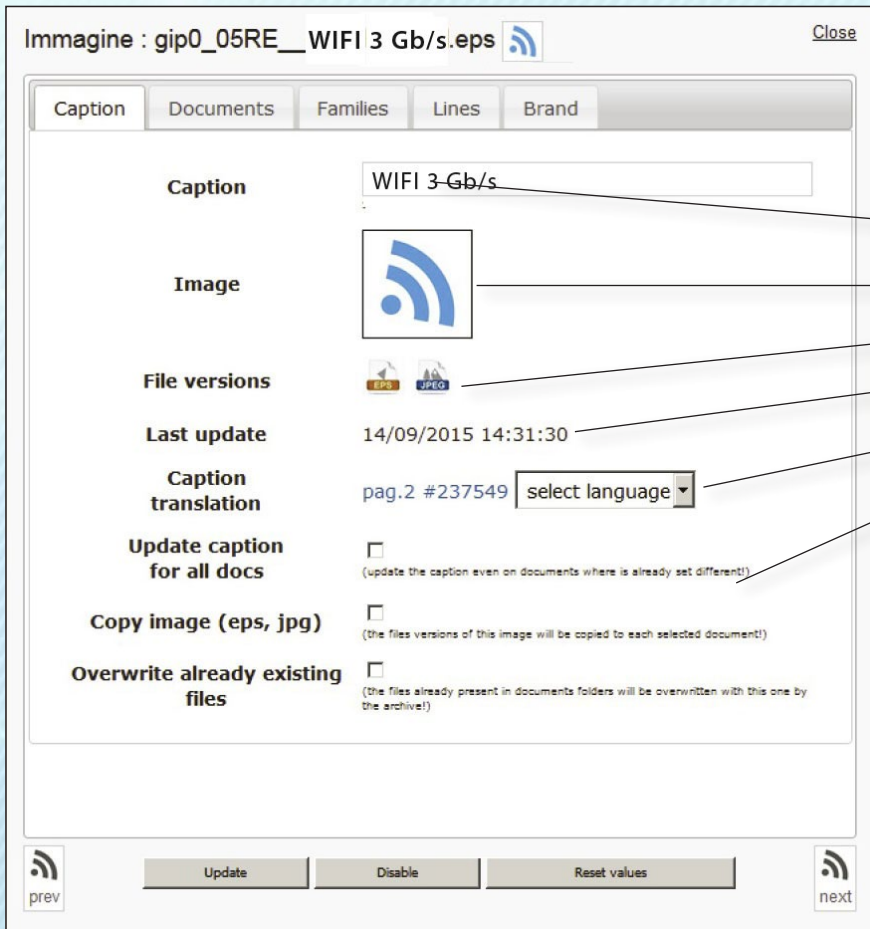 Immagine : gip0_05RE__WIFI 3 Gb/s.eps
Close
Caption
Documents
Families
Lines
Brand
Caption
WIFI 3 Gb/s
Image
File versions
EPS
JPEG
Last update
14/09/2015 14:31:30
Caption
translation
pag.2 #237549
select language
Update caption
for all docs
(update the caption even on documents where is already set different!)
Copy image (eps, jpg)
(the files versions of this image will be copied to each selected document!)
Overwrite already existing
files
(the files already present in documents folders will be overwritten with this one by
the archive!)
prev
Update
Disable
Reset values
next